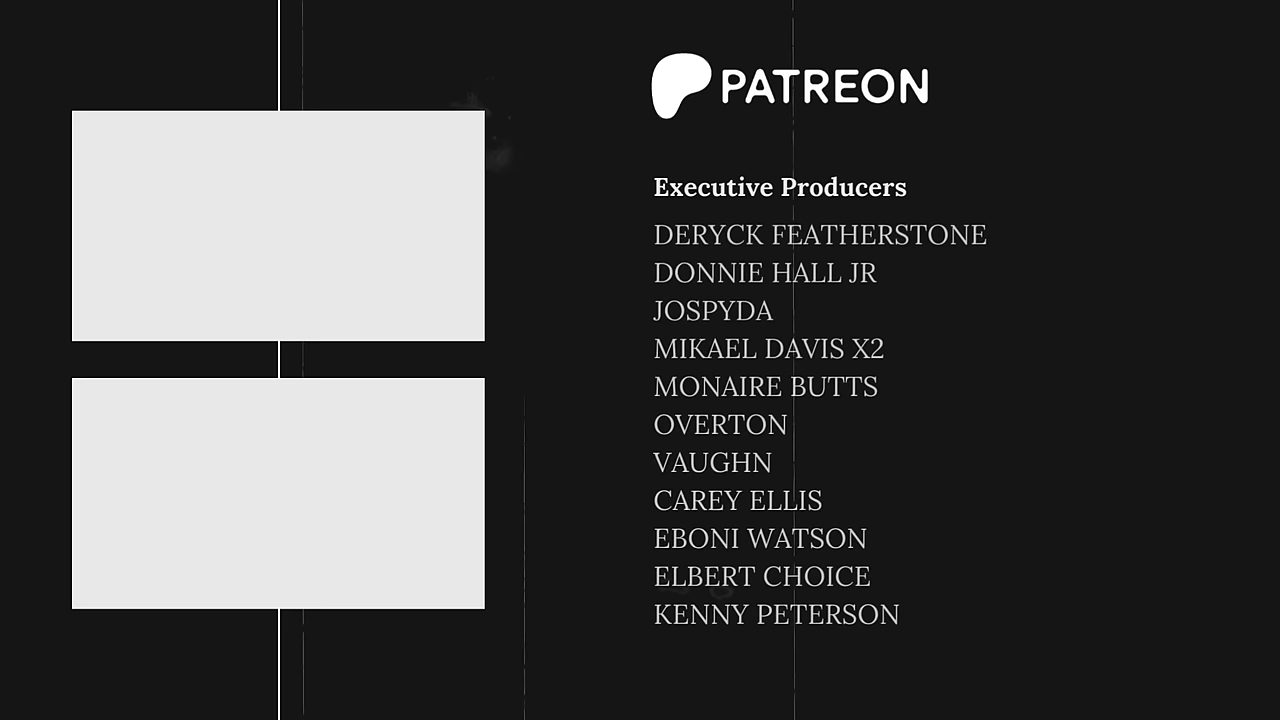 PATREON
Executive Producers
DERYCK FEATHERSTONE
DONNIE HALL JR
JOSPYDA
MIKAEL DAVIS X2
MONAIRE BUTTS
OVERTON
VAUGHN
CAREY ELLIS
EBONI WATSON
ELBERT CHOICE
KENNY PETERSON